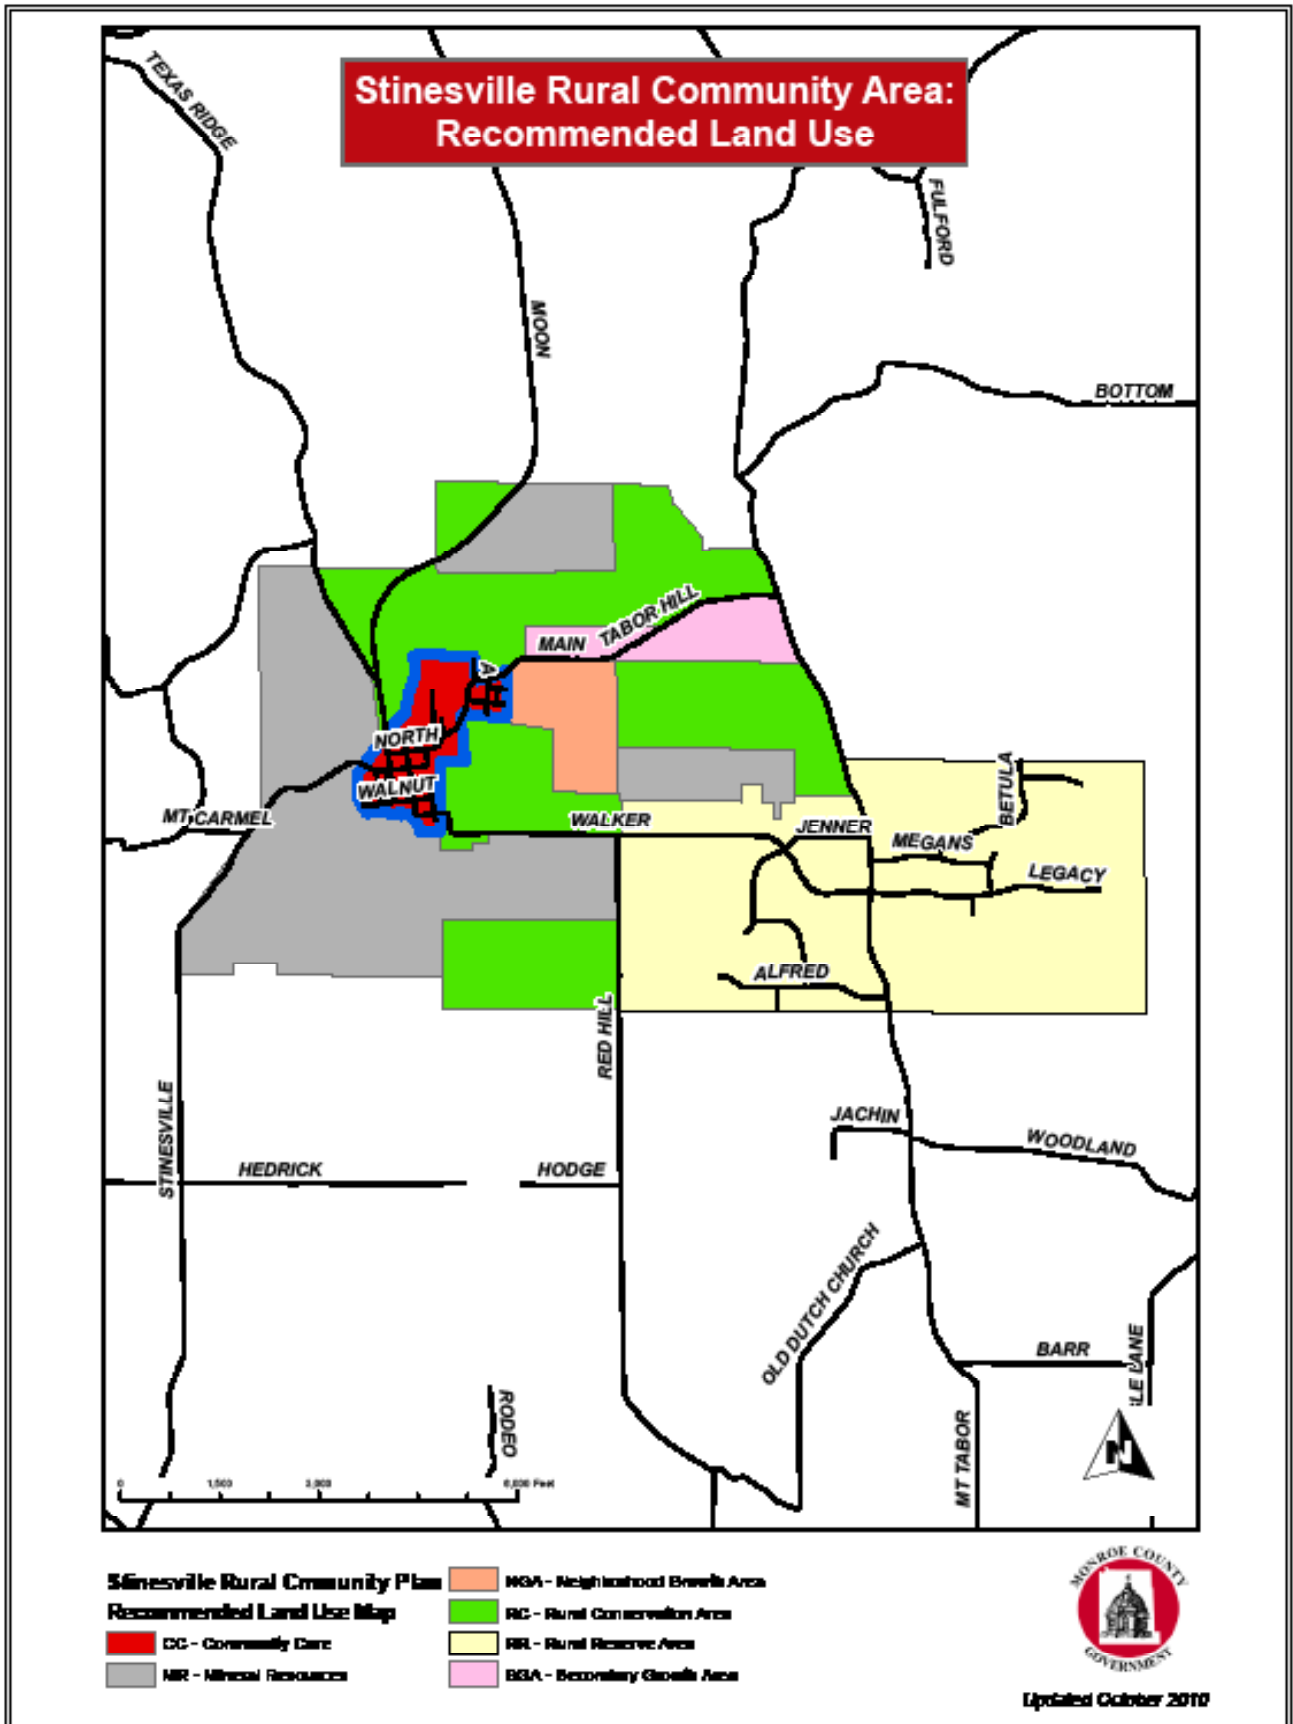 Stinesville Rural Community Area:
Recommended Land Use
TEXAS RIDGE
FULFORD
MOON
BOTTOM
MAIN
TABOR HILL
A
NORTH
WALNUT
BETULA
MT CARMEL
WALKER
JENNER
MEGANS
LEGACY
ALFRED
RED HILL
STINESVILLE
JACHIN
WOODLAND
HEDRICK
HODGE
OLD DUTCH CHURCH
BARR
LE LANE
RODEO
MT TABOR
N
0 1,500 3,000 6,000 Feet
Stinesville Rural Cmmunity Plan
Recommended Land Use Map
CC - Community Core
MR - Mineral Resources
NGA - Neighborhood Growth Area
RC - Rural Conservation Area
RR - Rural Reserve Area
SGA - Secondary Growth Area
MONROE COUNTY
GOVERNMENT
Updated October 2010